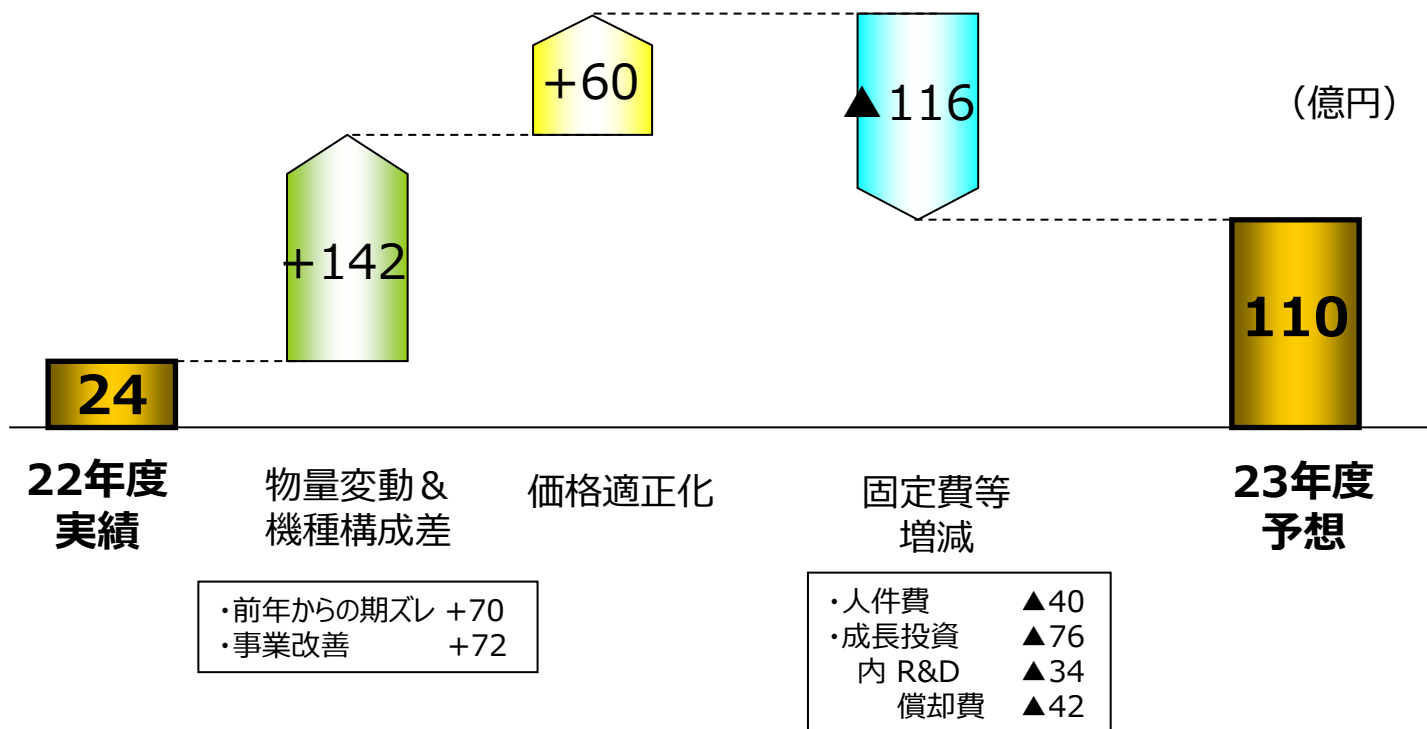 +60
▲116
（億円）
+142
24
110
22年度
実績
物量変動＆
機種構成差
価格適正化
固定費等
増減
23年度
予想
・前年からの期ズレ +70
・事業改善 +72
・人件費 ▲40
・成長投資 ▲76
内 R&D ▲34
償却費 ▲42